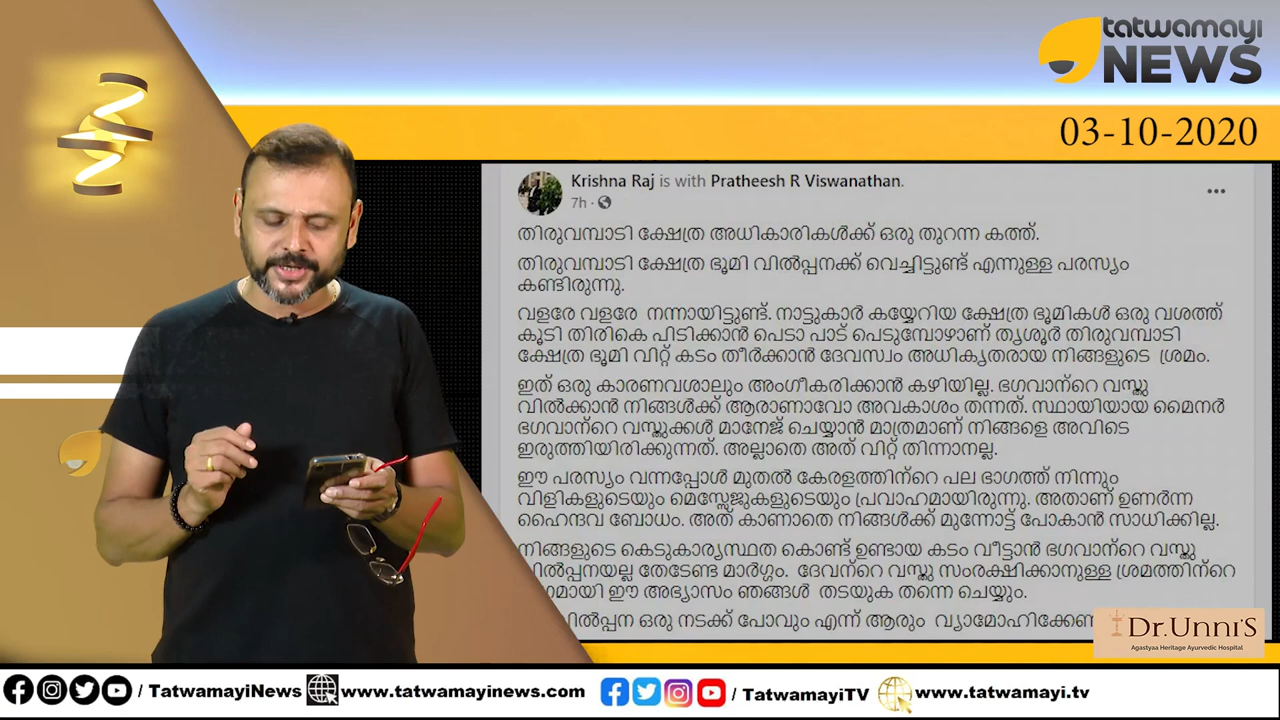 tatwamayi
NEWS
03-10-2020
Krishna Raj is with Pratheesh R Viswanathan.
7h ·
തിരുവമ്പാടി ക്ഷേത്ര അധികാരികൾക്ക് ഒരു തുറന്ന കത്ത്.
തിരുവമ്പാടി ക്ഷേത്ര ഭൂമി വിൽപ്പനക്ക് വെച്ചിട്ടുണ്ട് എന്നുള്ള പരസ്യം
കണ്ടിരുന്നു.
വളരേ വളരേ നന്നായിട്ടുണ്ട്. നാട്ടുകാർ കയ്യേറിയ ക്ഷേത്ര ഭൂമികൾ ഒരു വശത്ത്
കൂടി തിരികെ പിടിക്കാൻ പെടാ പാട് പെടുമ്പോഴാണ് തൃശൂർ തിരുവമ്പാടി
ക്ഷേത്ര ഭൂമി വിറ്റ് കടം തീർക്കാൻ ദേവസ്വം അധികൃതരായ നിങ്ങളുടെ ശ്രമം.
ഇത് ഒരു കാരണവശാലും അംഗീകരിക്കാൻ കഴിയില്ല. ഭഗവാന്റെ വസ്തു
വിൽക്കാൻ നിങ്ങൾക്ക് ആരാണാവോ അവകാശം തന്നത്. സ്ഥായിയായ മൈനർ
ഭഗവാന്റെ വസ്തുക്കൾ മാനേജ് ചെയ്യാൻ മാത്രമാണ് നിങ്ങളെ അവിടെ
ഇരുത്തിയിരിക്കുന്നത്. അല്ലാതെ അത് വിറ്റ് തിന്നാനല്ല.
ഈ പരസ്യം വന്നപ്പോൾ മുതൽ കേരളത്തിന്റെ പല ഭാഗത്ത് നിന്നും
വിളികളുടെയും മെസ്സേജുകളുടെയും പ്രവാഹമായിരുന്നു. അതാണ് ഉണർന്ന
ഹൈന്ദവ ബോധം. അത് കാണാതെ നിങ്ങൾക്ക് മുന്നോട്ട് പോകാൻ സാധിക്കില്ല.
നിങ്ങളുടെ കെടുകാര്യസ്ഥത കൊണ്ട് ഉണ്ടായ കടം വീട്ടാൻ ഭഗവാന്റെ വസ്തു
വിൽപ്പനയല്ല തേടേണ്ട മാർഗ്ഗം. ദേവന്റെ വസ്തു സംരക്ഷിക്കാനുള്ള ശ്രമത്തിന്റെ
ഈ അഭ്യാസം ഞങ്ങൾ തടയുക തന്നെ ചെയ്യും.
ഒരു നടക്ക് പോവും എന്ന് ആരും
Dr.UNNi'S
Agastyaa Heritage Ayurvedic Hospital
/ TatwamayiNews www.tatwamayinews.com / TatwamayiTV www.tatwamayi.tv